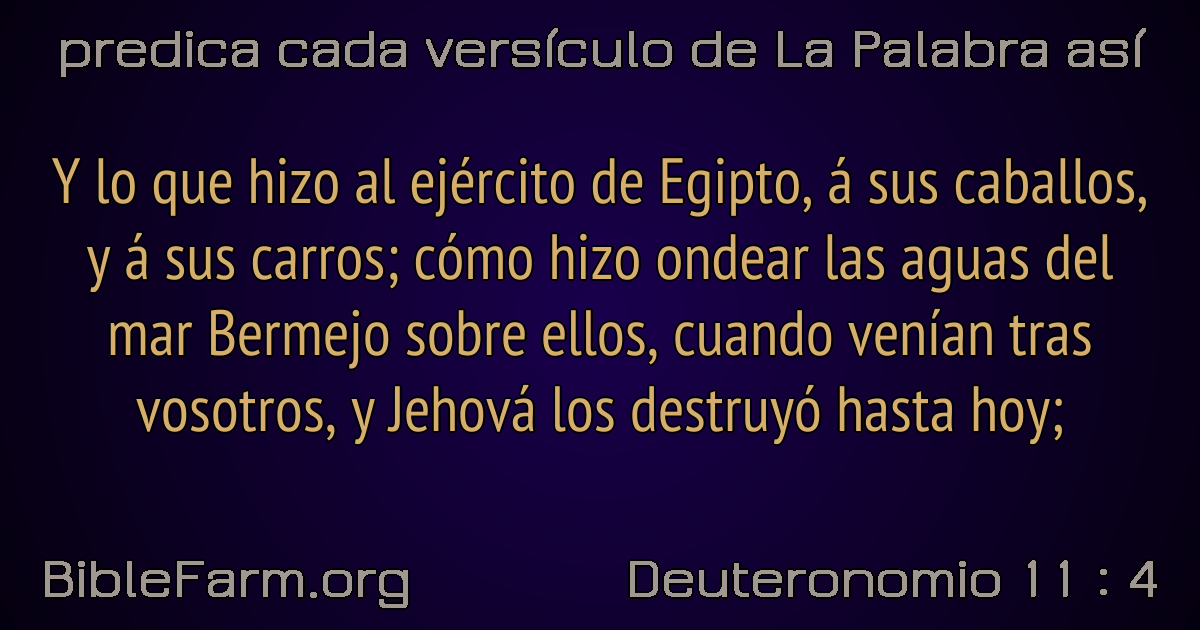 predica cada versículo de La Palabra así
Y lo que hizo al ejército de Egipto, á sus caballos,
y á sus carros; cómo hizo ondear las aguas del
mar Bermejo sobre ellos, cuando venían tras
vosotros, y Jehová los destruyó hasta hoy;
BibleFarm.org
Deuteronomio 11 : 4